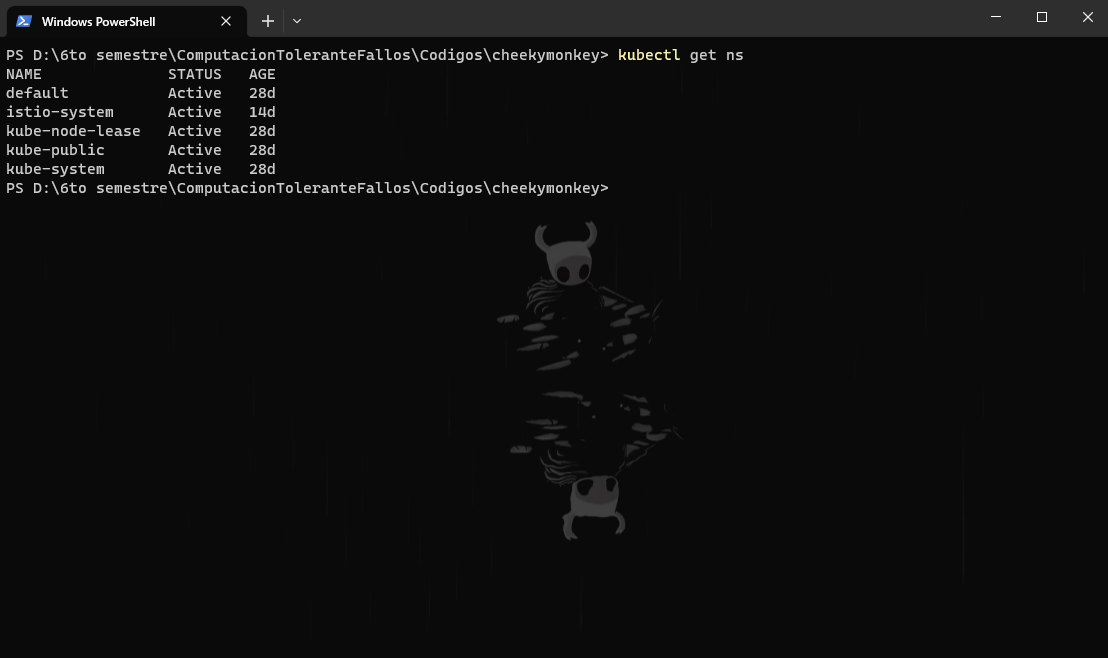 Windows PowerShell
PS D:\6to semestre\ComputacionToleranteFallos\Codigos\cheekymonkey> kubectl get ns
NAME              STATUS   AGE
default           Active   28d
istio-system      Active   14d
kube-node-lease   Active   28d
kube-public       Active   28d
kube-system       Active   28d
PS D:\6to semestre\ComputacionToleranteFallos\Codigos\cheekymonkey>